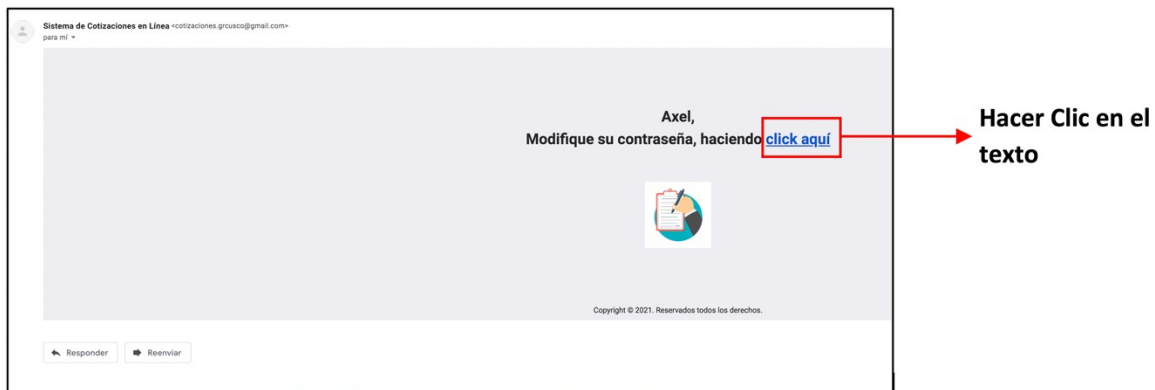 Sistema de Cotizaciones en Línea <cotizaciones.grcusco@gmail.com>
para mí
Axel,
Modifique su contraseña, haciendo click aquí
Hacer Clic en el
texto
Copyright © 2021. Reservados todos los derechos.
Responder
Reenviar